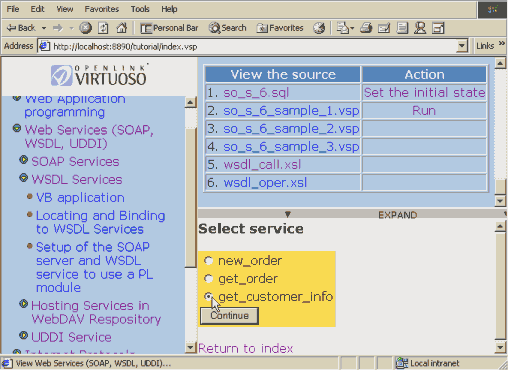 File Edit View Favorites Tools Help
Back Personal Bar Search Favorites
Address http://localhost:8890/tutorial/index.vsp Links »
OPENLINK
VIRTUOSO
Web Application
programming
Web Services (SOAP,
WSDL, UDDI)
SOAP Services
WSDL Services
VB application
Locating and Binding
to WSDL Services
Setup of the SOAP
server and WSDL
service to use a PL
module
Hosting Services in
WebDAV Respository
UDDI Service
Internet Protocols
View the source Action
1. so_s_6.sql Set the initial state
2. so_s_6_sample_1.vsp Run
3. so_s_6_sample_2.vsp
4. so_s_6_sample_3.vsp
5. wsdl_call.xsl
6. wsdl_oper.xsl
EXPAND
Select service
new_order
get_order
get_customer_info
Continue
Return to index
View Web Services (SOAP, WSDL, UDDI)... Local intranet